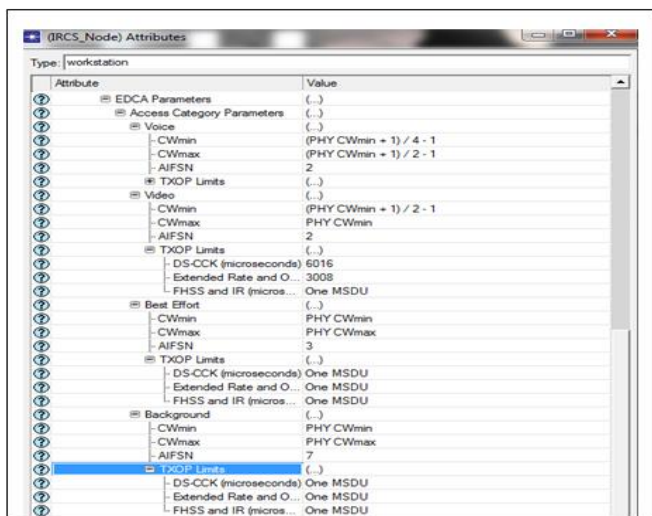 (IRCS_Node) Attributes
Type: workstation
Attribute Value
EDCA Parameters (...)
Access Category Parameters (...)
Voice (...)
CWmin (PHY CWmin + 1) / 4 - 1
CWmax (PHY CWmin + 1) / 2 - 1
AIFSN 2
TXOP Limits (...)
Video (...)
CWmin (PHY CWmin + 1) / 2 - 1
CWmax PHY CWmin
AIFSN 2
TXOP Limits (...)
DS-CCK (microseconds) 6016
Extended Rate and O... 3008
FHSS and IR (micros... One MSDU
Best Effort (...)
CWmin PHY CWmin
CWmax PHY CWmax
AIFSN 3
TXOP Limits (...)
DS-CCK (microseconds) One MSDU
Extended Rate and O... One MSDU
FHSS and IR (micros... One MSDU
Background (...)
CWmin PHY CWmin
CWmax PHY CWmax
AIFSN 7
TXOP Limits (...)
DS-CCK (microseconds) One MSDU
Extended Rate and O... One MSDU
FHSS and IR (micros... One MSDU